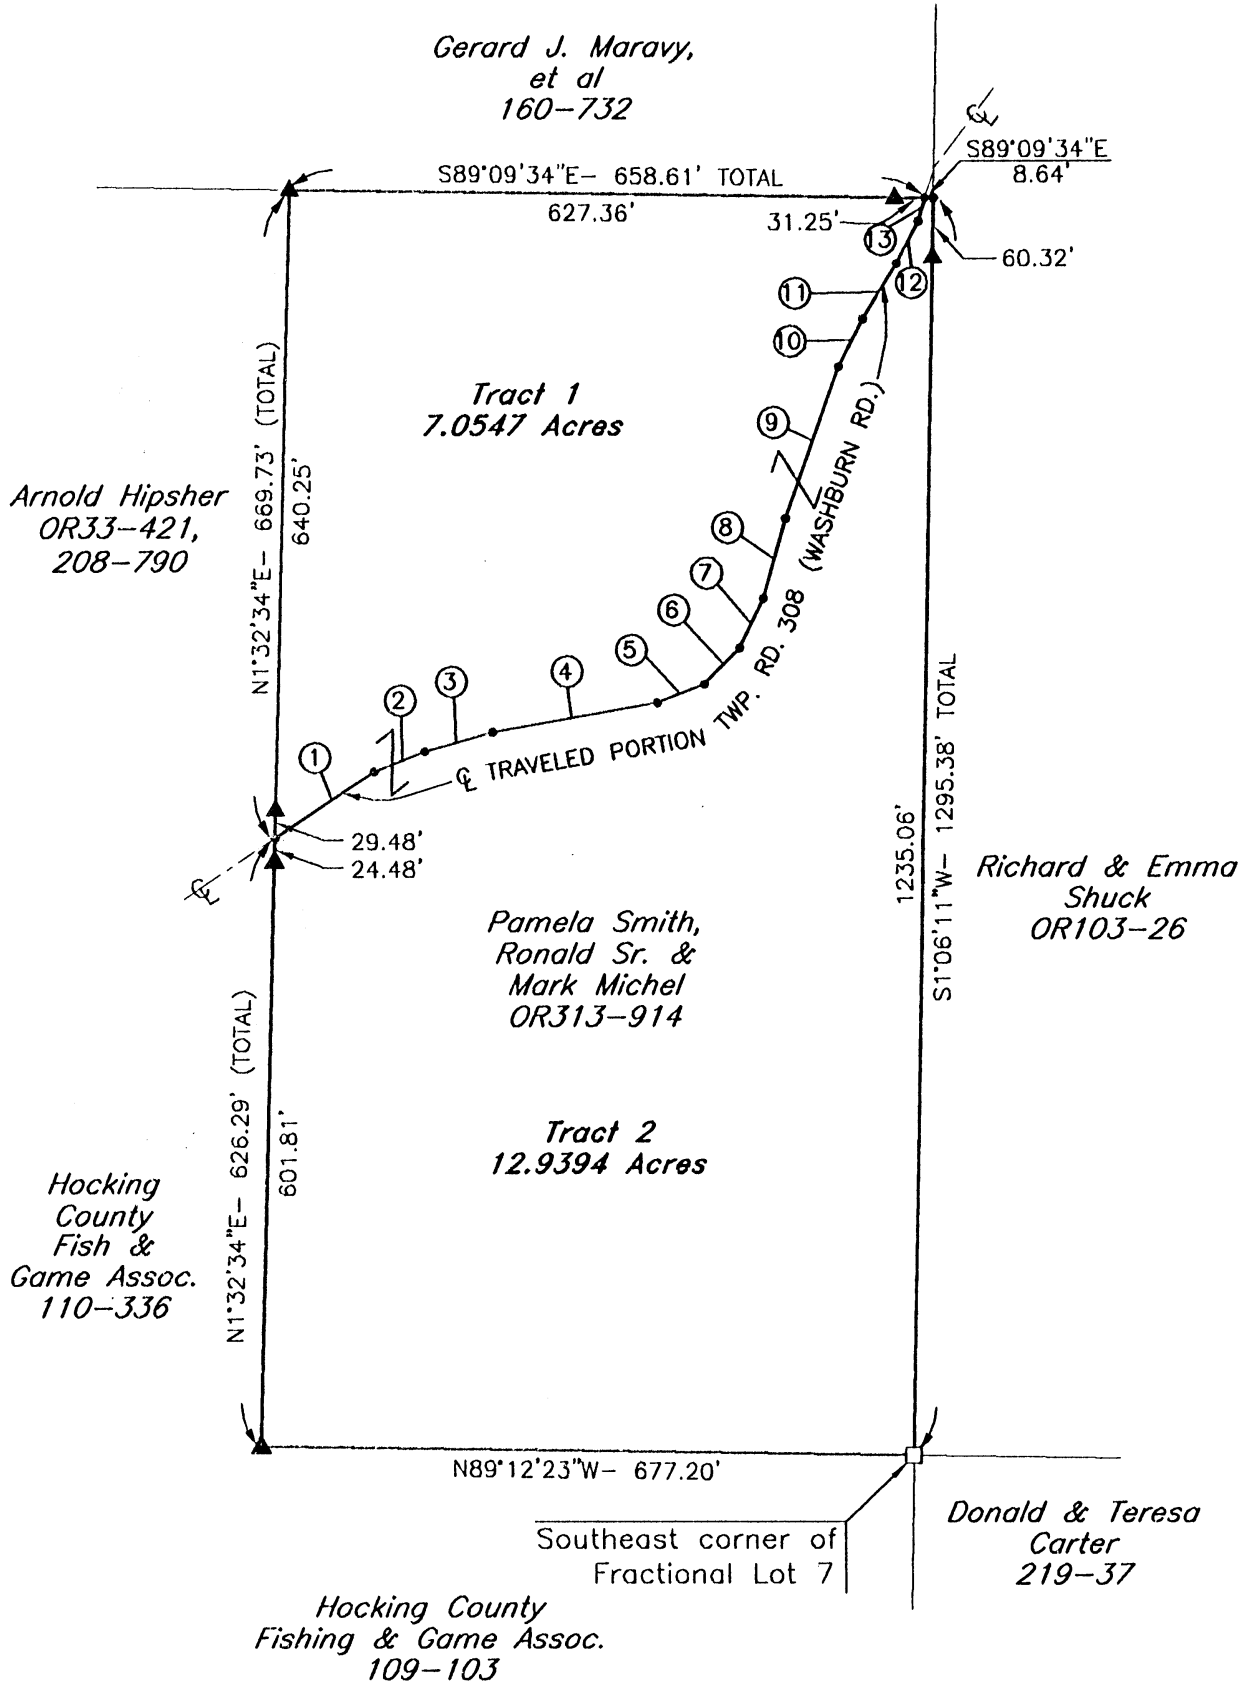 Gerard J. Maravy,
et al
160-732
℄
S89°09'34"E
8.64'
S89°09'34"E- 658.61' TOTAL
627.36'
31.25'
13
60.32'
12
11
10
Tract 1
7.0547 Acres
9
N1°32'34"E- 669.73' (TOTAL)
640.25'
Arnold Hipsher
OR33-421,
208-790
8
7
6
5
4
3
2
1
℄ TRAVELED PORTION TWP. RD. 308 (WASHBURN RD.)
29.48'
24.48'
℄
1235.06'
S1°06'11"W- 1295.38' TOTAL
Richard & Emma
Shuck
OR103-26
Pamela Smith,
Ronald Sr. &
Mark Michel
OR313-914
N1°32'34"E- 626.29' (TOTAL)
601.81'
Tract 2
12.9394 Acres
Hocking
County
Fish &
Game Assoc.
110-336
N89°12'23"W- 677.20'
Southeast corner of
Fractional Lot 7
Donald & Teresa
Carter
219-37
Hocking County
Fishing & Game Assoc.
109-103